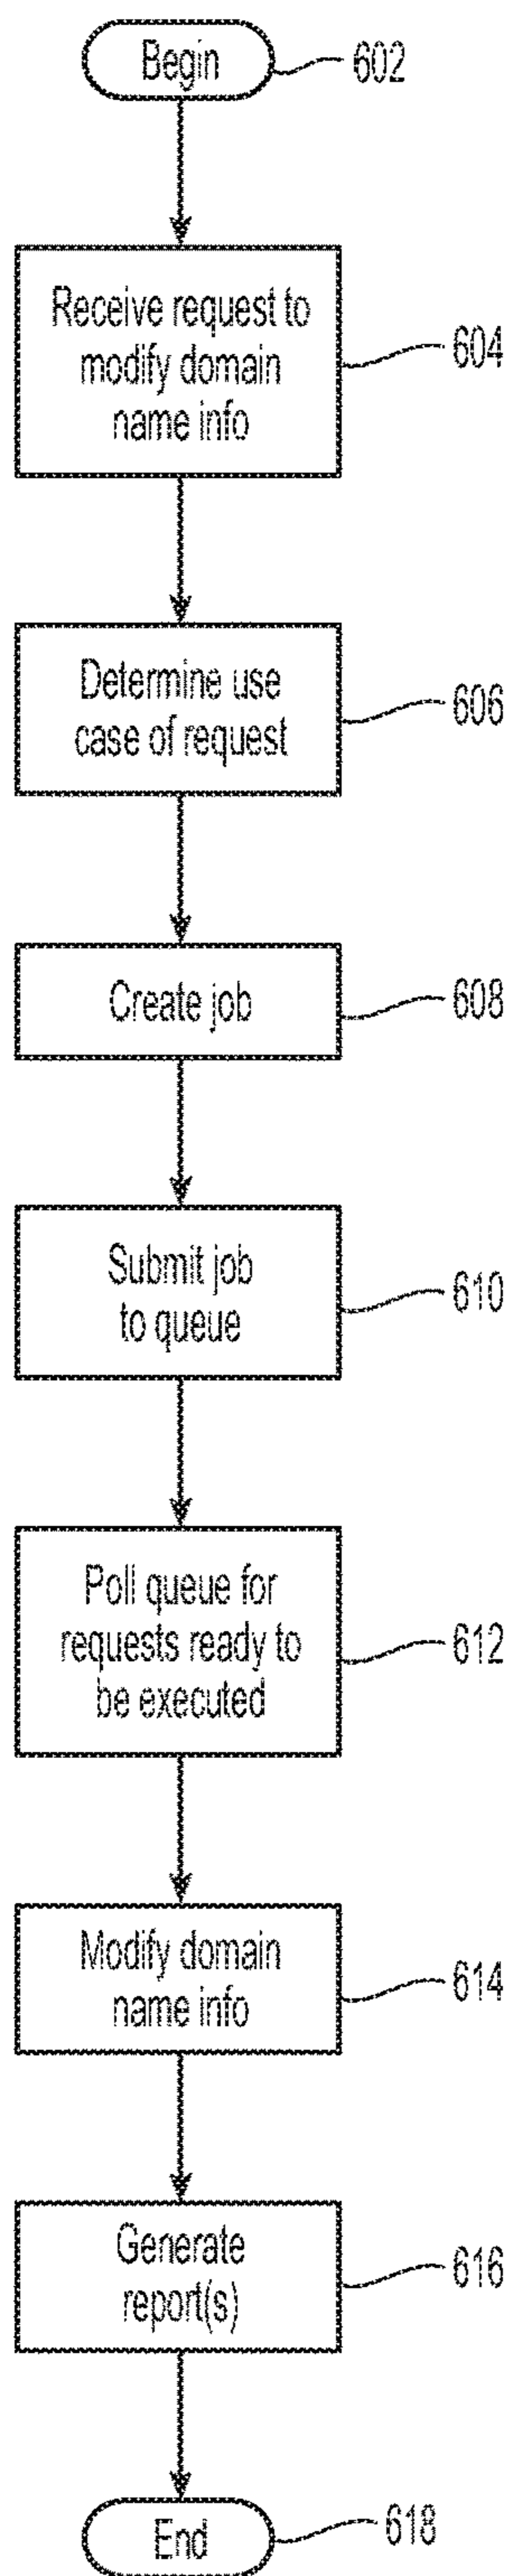 Begin
602
Receive request to
modify domain
name info
604
Determine use
case of request
606
Create job
608
Submit job
to queue
610
Poll queue for
requests ready to
be executed
612
Modify domain
name info
614
Generate
report(s)
616
End
618